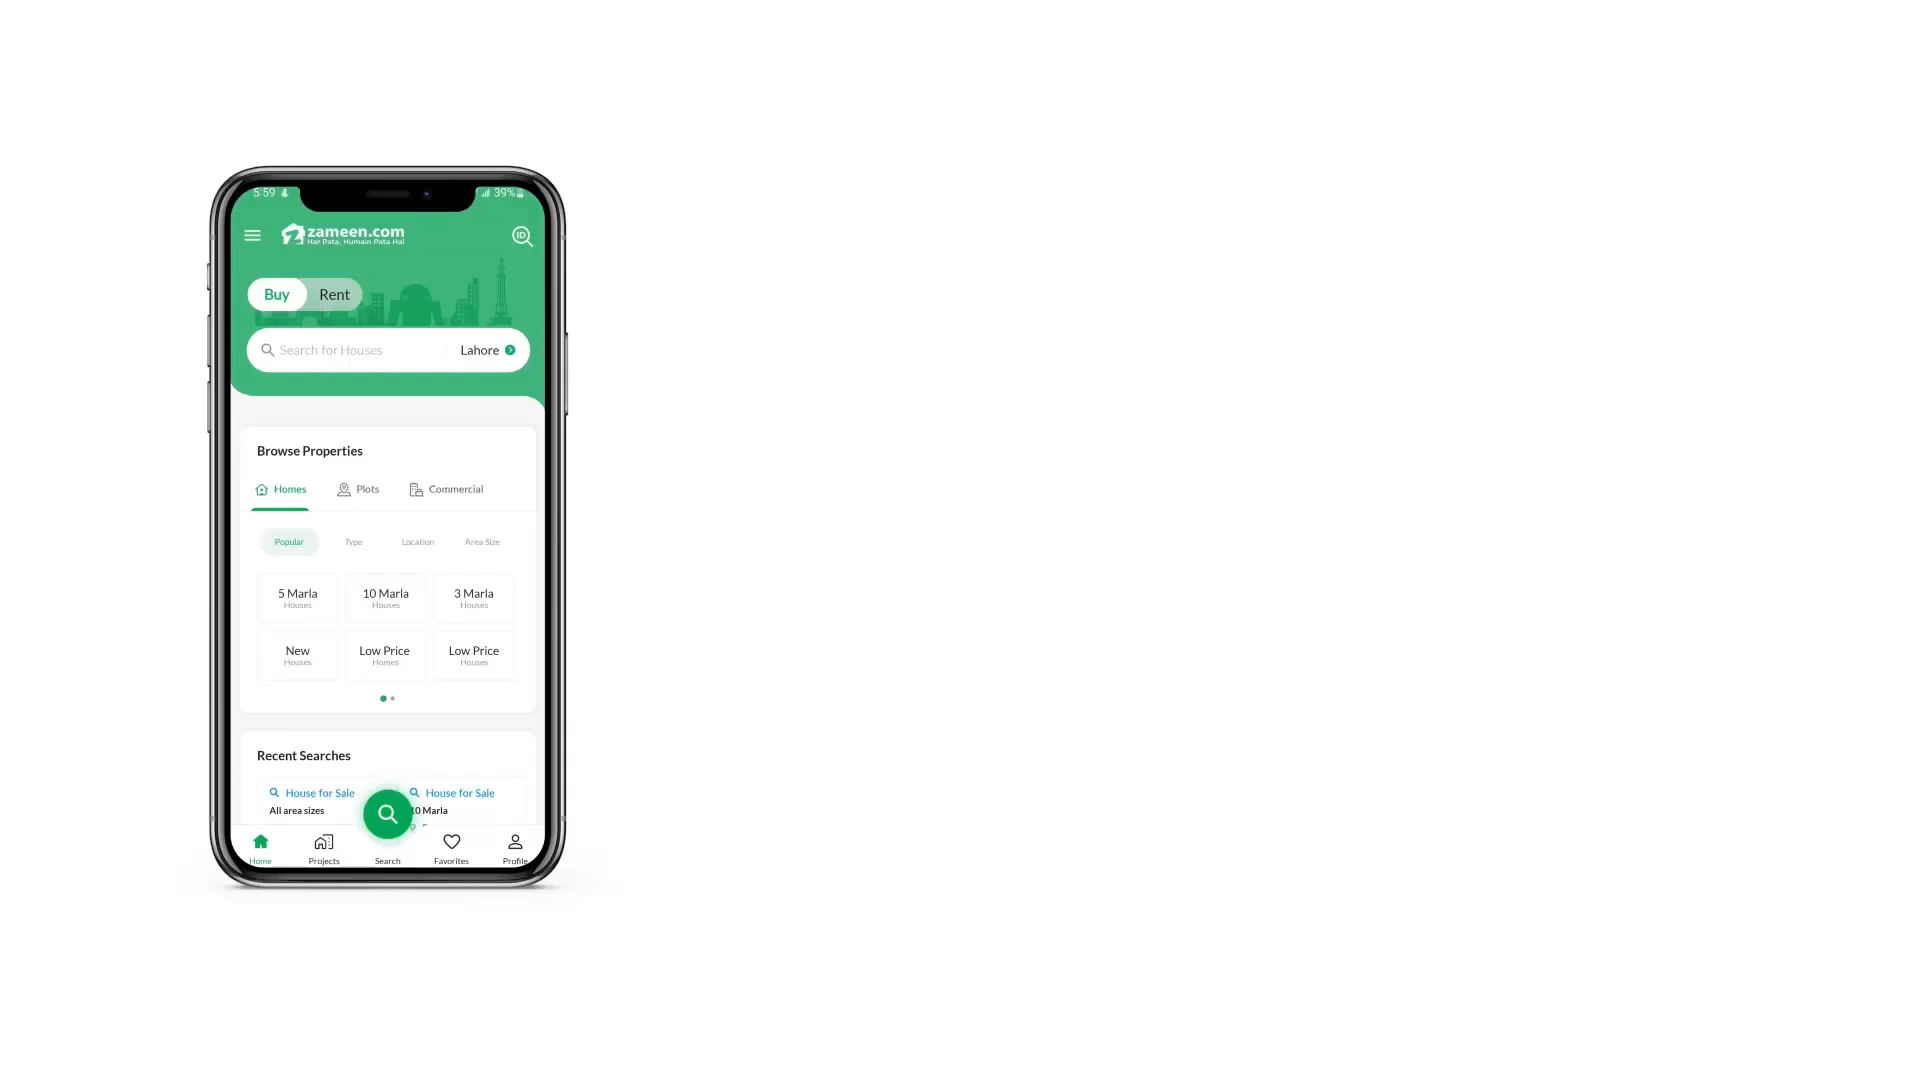 5:59
39%
zameen.com
Har Pata, Humain Pata Hai
ID
Buy Rent
Search for Houses Lahore
Browse Properties
Homes Plots Commercial
Popular Type Location Area Size
5 Marla 10 Marla 3 Marla
Houses Houses Houses
New Low Price Low Price
Houses Homes Houses
Recent Searches
House for Sale House for Sale
All area sizes 10 Marla
Home Projects Search Favorites Profile